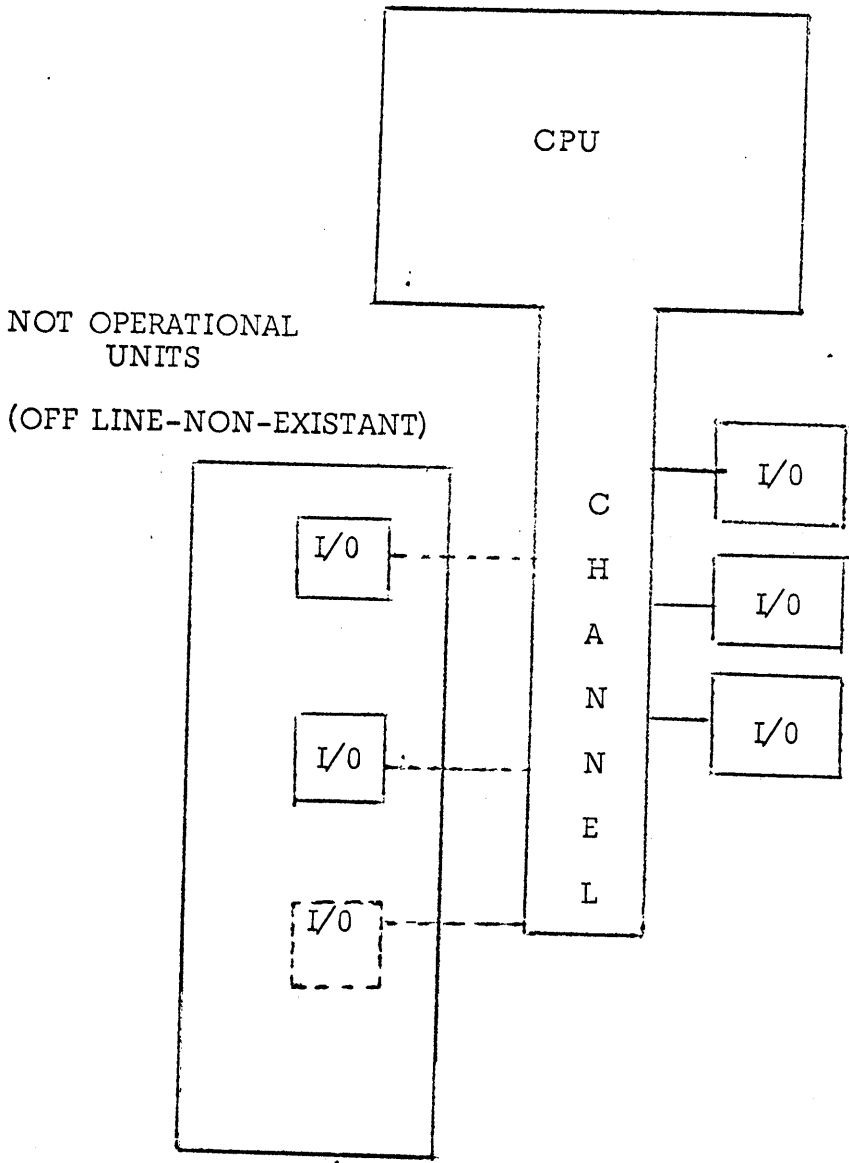 CPU
NOT OPERATIONAL
UNITS
(OFF LINE-NON-EXISTANT)
I/0
I/0
I/0
C
H
A
N
N
E
L
I/0
I/0
I/0